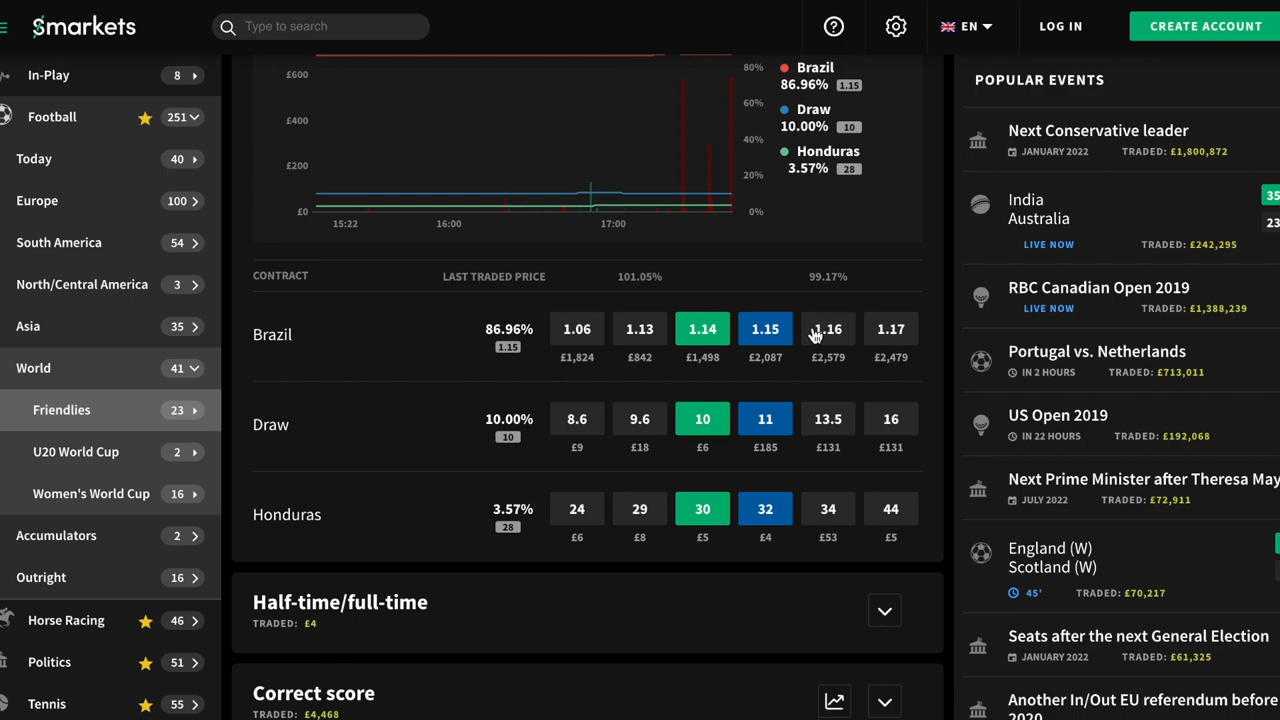 smarkets
Type to search
EN
LOG IN
CREATE ACCOUNT
In-Play 8
Football 251
Today 40
Europe 100
South America 54
North/Central America 3
Asia 35
World 41
Friendlies 23
U20 World Cup 2
Women's World Cup 16
Accumulators 2
Outright 16
Horse Racing 46
Politics 51
Tennis 55
£600
£400
£200
£0
80%
60%
40%
20%
0%
15:22 16:00 17:00
Brazil
86.96% 1.15
Draw
10.00% 10
Honduras
3.57% 28
CONTRACT LAST TRADED PRICE 101.05% 99.17%
Brazil 86.96% 1.06 1.13 1.14 1.15 1.16 1.17
1.15 £1,824 £842 £1,498 £2,087 £2,579 £2,479
Draw 10.00% 8.6 9.6 10 11 13.5 16
10 £9 £18 £6 £185 £131 £131
Honduras 3.57% 24 29 30 32 34 44
28 £6 £8 £5 £4 £53 £5
Half-time/full-time
TRADED: £4
Correct score
TRADED: £4,468
POPULAR EVENTS
Next Conservative leader
JANUARY 2022 TRADED: £1,800,872
India 35
Australia 23
LIVE NOW TRADED: £242,295
RBC Canadian Open 2019
LIVE NOW TRADED: £1,388,239
Portugal vs. Netherlands
IN 2 HOURS TRADED: £713,011
US Open 2019
IN 22 HOURS TRADED: £192,068
Next Prime Minister after Theresa May
JULY 2022 TRADED: £72,911
England (W)
Scotland (W)
45' TRADED: £70,217
Seats after the next General Election
JANUARY 2022 TRADED: £61,325
Another In/Out EU referendum before
2020